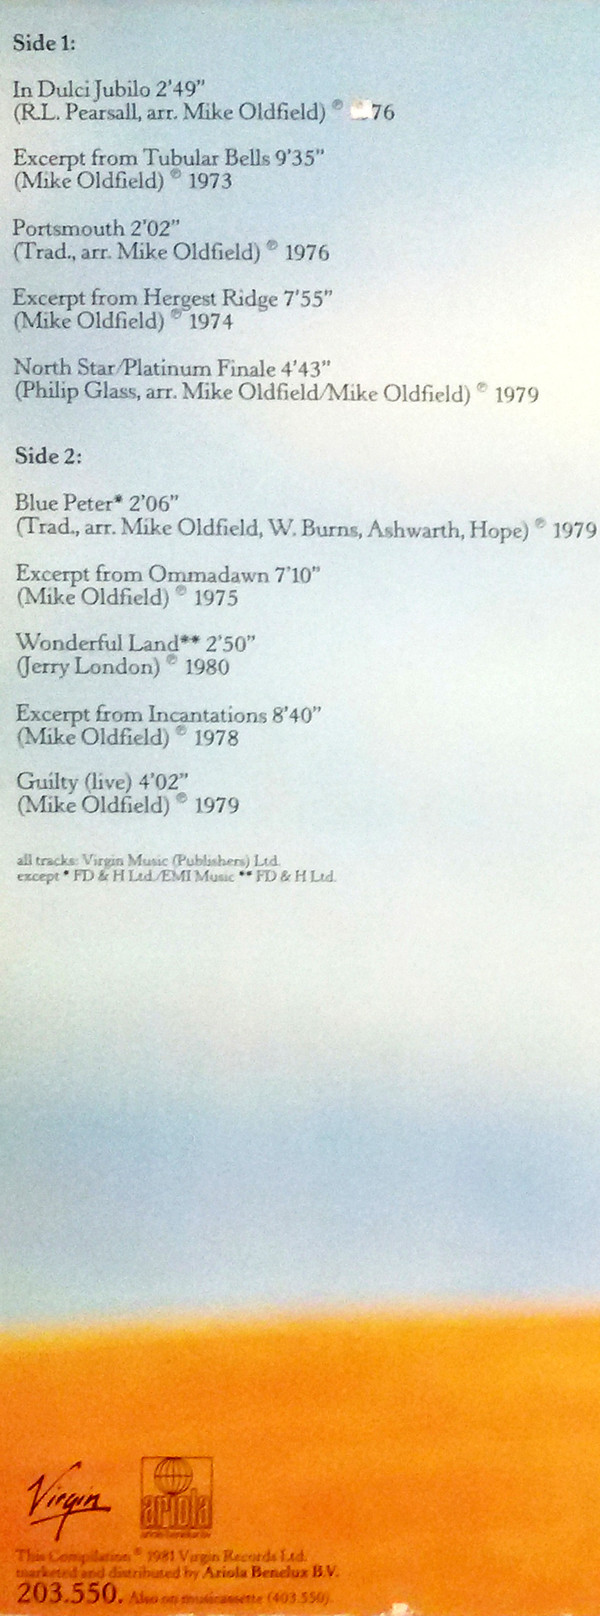 Side 1:
In Dulci Jubilo 2'49"
(R.L. Pearsall, arr. Mike Oldfield) ℗ 76
Excerpt from Tubular Bells 9'35"
(Mike Oldfield) ℗ 1973
Portsmouth 2'02"
(Trad., arr. Mike Oldfield) ℗ 1976
Excerpt from Hergest Ridge 7'55"
(Mike Oldfield) ℗ 1974
North Star/Platinum Finale 4'43"
(Philip Glass, arr. Mike Oldfield/Mike Oldfield) ℗ 1979
Side 2:
Blue Peter* 2'06"
(Trad., arr. Mike Oldfield, W. Burns, Ashwarth, Hope) ℗ 1979
Excerpt from Ommadawn 7'10"
(Mike Oldfield) ℗ 1975
Wonderful Land** 2'50"
(Jerry London) ℗ 1980
Excerpt from Incantations 8'40"
(Mike Oldfield) ℗ 1978
Guilty (live) 4'02"
(Mike Oldfield) ℗ 1979
all tracks: Virgin Music (Publishers) Ltd.
except * FD & H Ltd./EMI Music ** FD & H Ltd.
Virgin
ariola
This Compilation ℗ 1981 Virgin Records Ltd.
marketed and distributed by Ariola Benelux B.V.
203.550. Also on musicassette (403.550).